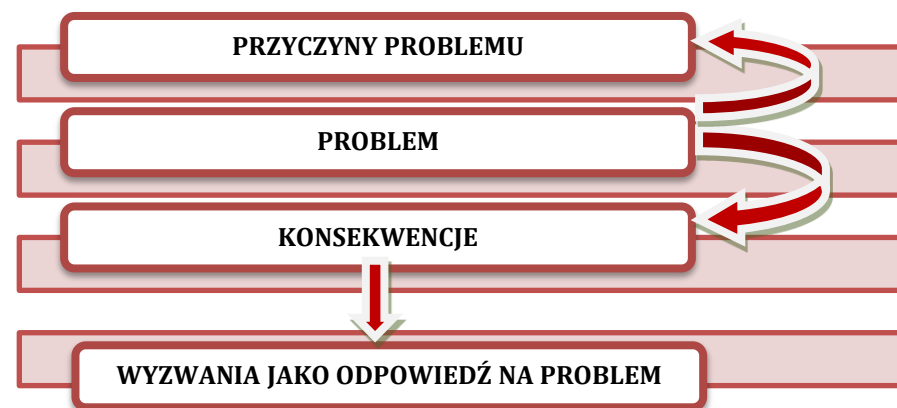 PRZYCZYNY PROBLEMU
PROBLEM
KONSEKWENCJE
WYZWANIA JAKO ODPOWIEDŹ NA PROBLEM